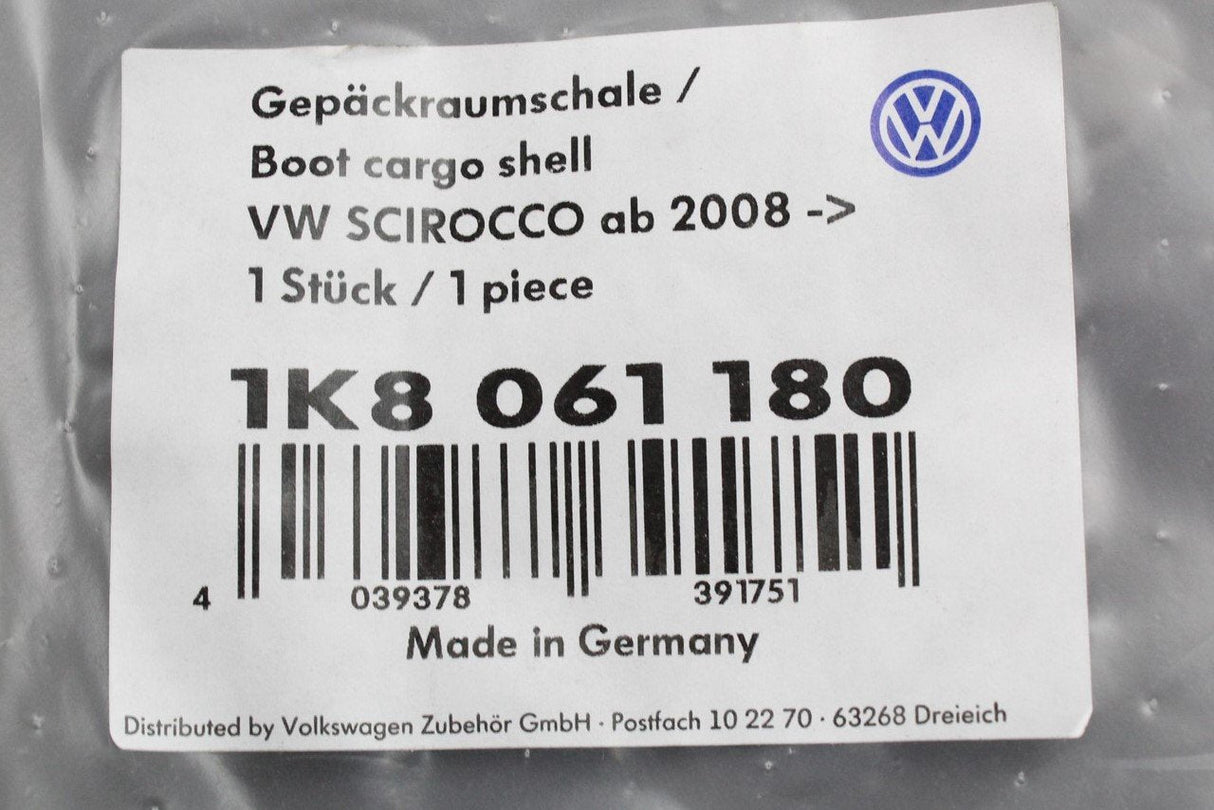 Gepäckraumschale /
Boot cargo shell
VW SCIROCCO ab 2008 ->
1 Stück / 1 piece
1K8 061 180
4 039378 391751
Made in Germany
Distributed by Volkswagen Zubehör GmbH · Postfach 10 22 70 · 63268 Dreieich